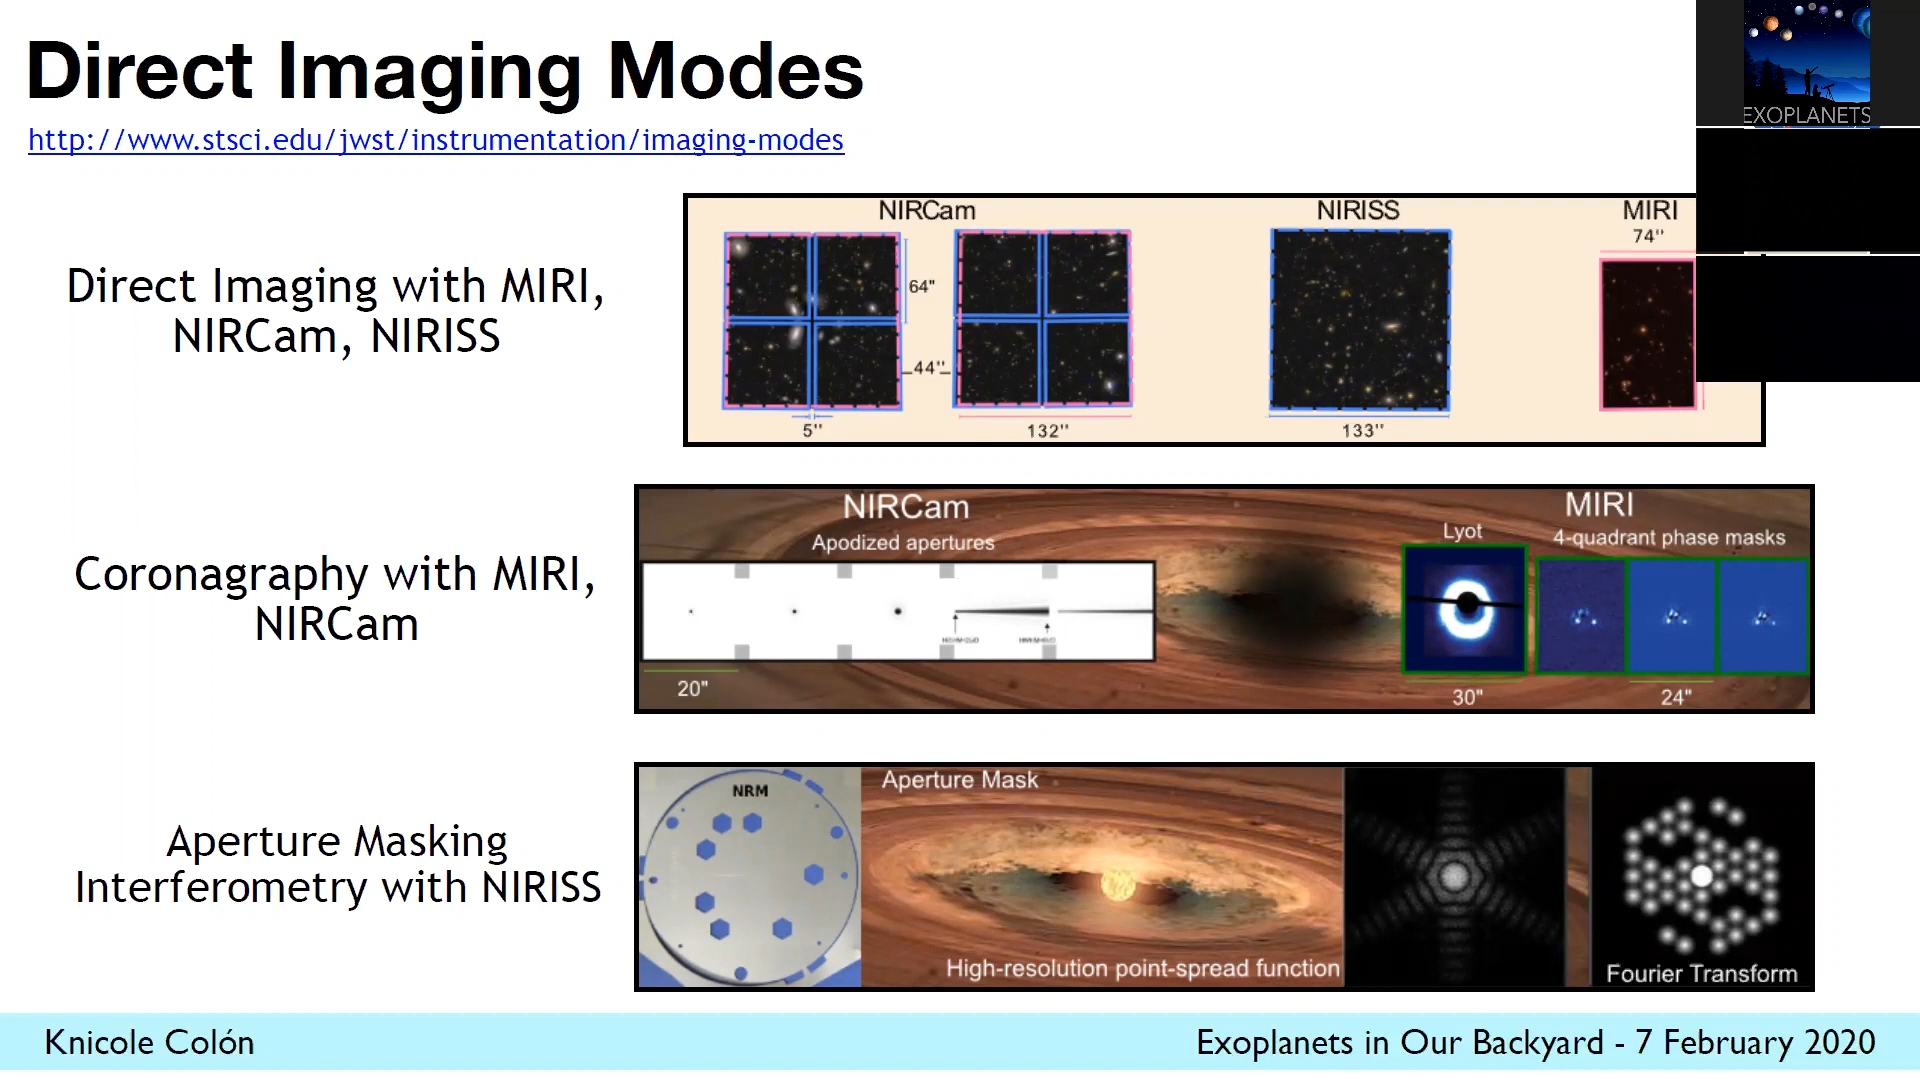 Direct Imaging Modes
http://www.stsci.edu/jwst/instrumentation/imaging-modes
EXOPLANETS
Direct Imaging with MIRI,
NIRCam, NIRISS
NIRCam
NIRISS
MIRI
74"
64"
44"
5"
132"
133"
Coronagraphy with MIRI,
NIRCam
NIRCam
Apodized apertures
MIRI
Lyot
4-quadrant phase masks
20"
30"
24"
Aperture Masking
Interferometry with NIRISS
NRM
Aperture Mask
High-resolution point-spread function
Fourier Transform
Knicole Colón
Exoplanets in Our Backyard - 7 February 2020